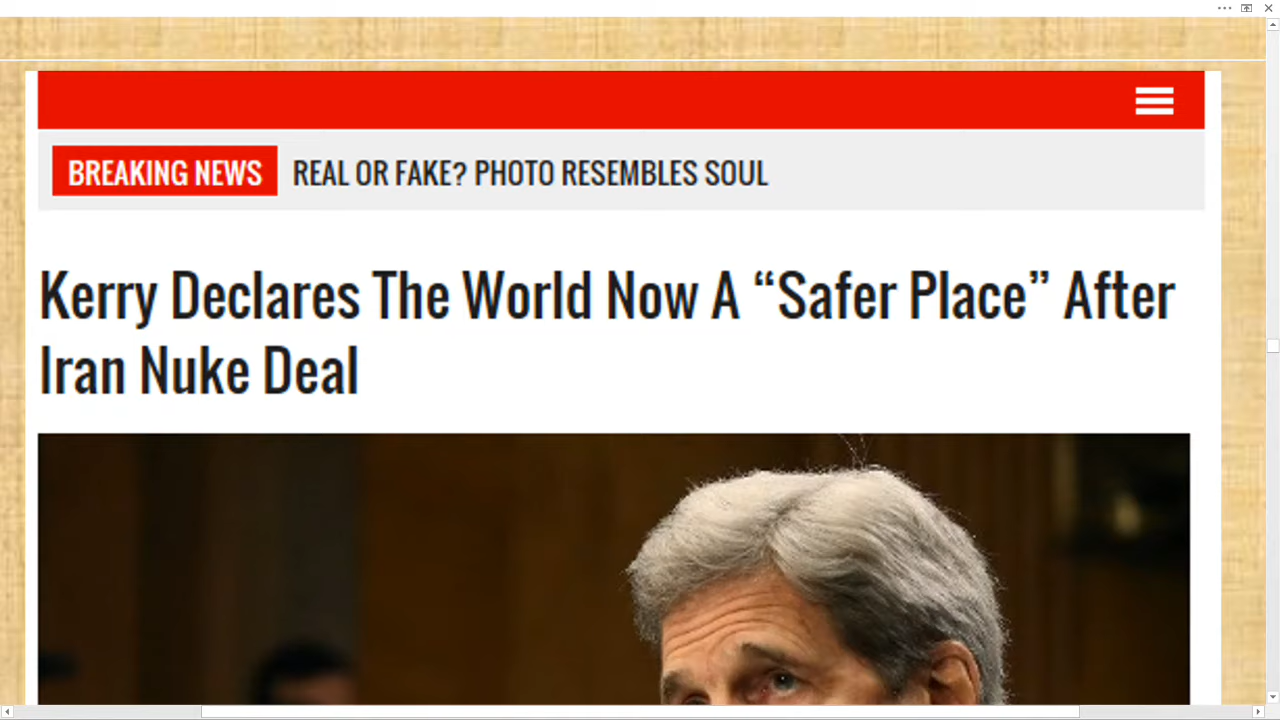 BREAKING NEWS REAL OR FAKE? PHOTO RESEMBLES SOUL
Kerry Declares The World Now A “Safer Place” After
Iran Nuke Deal